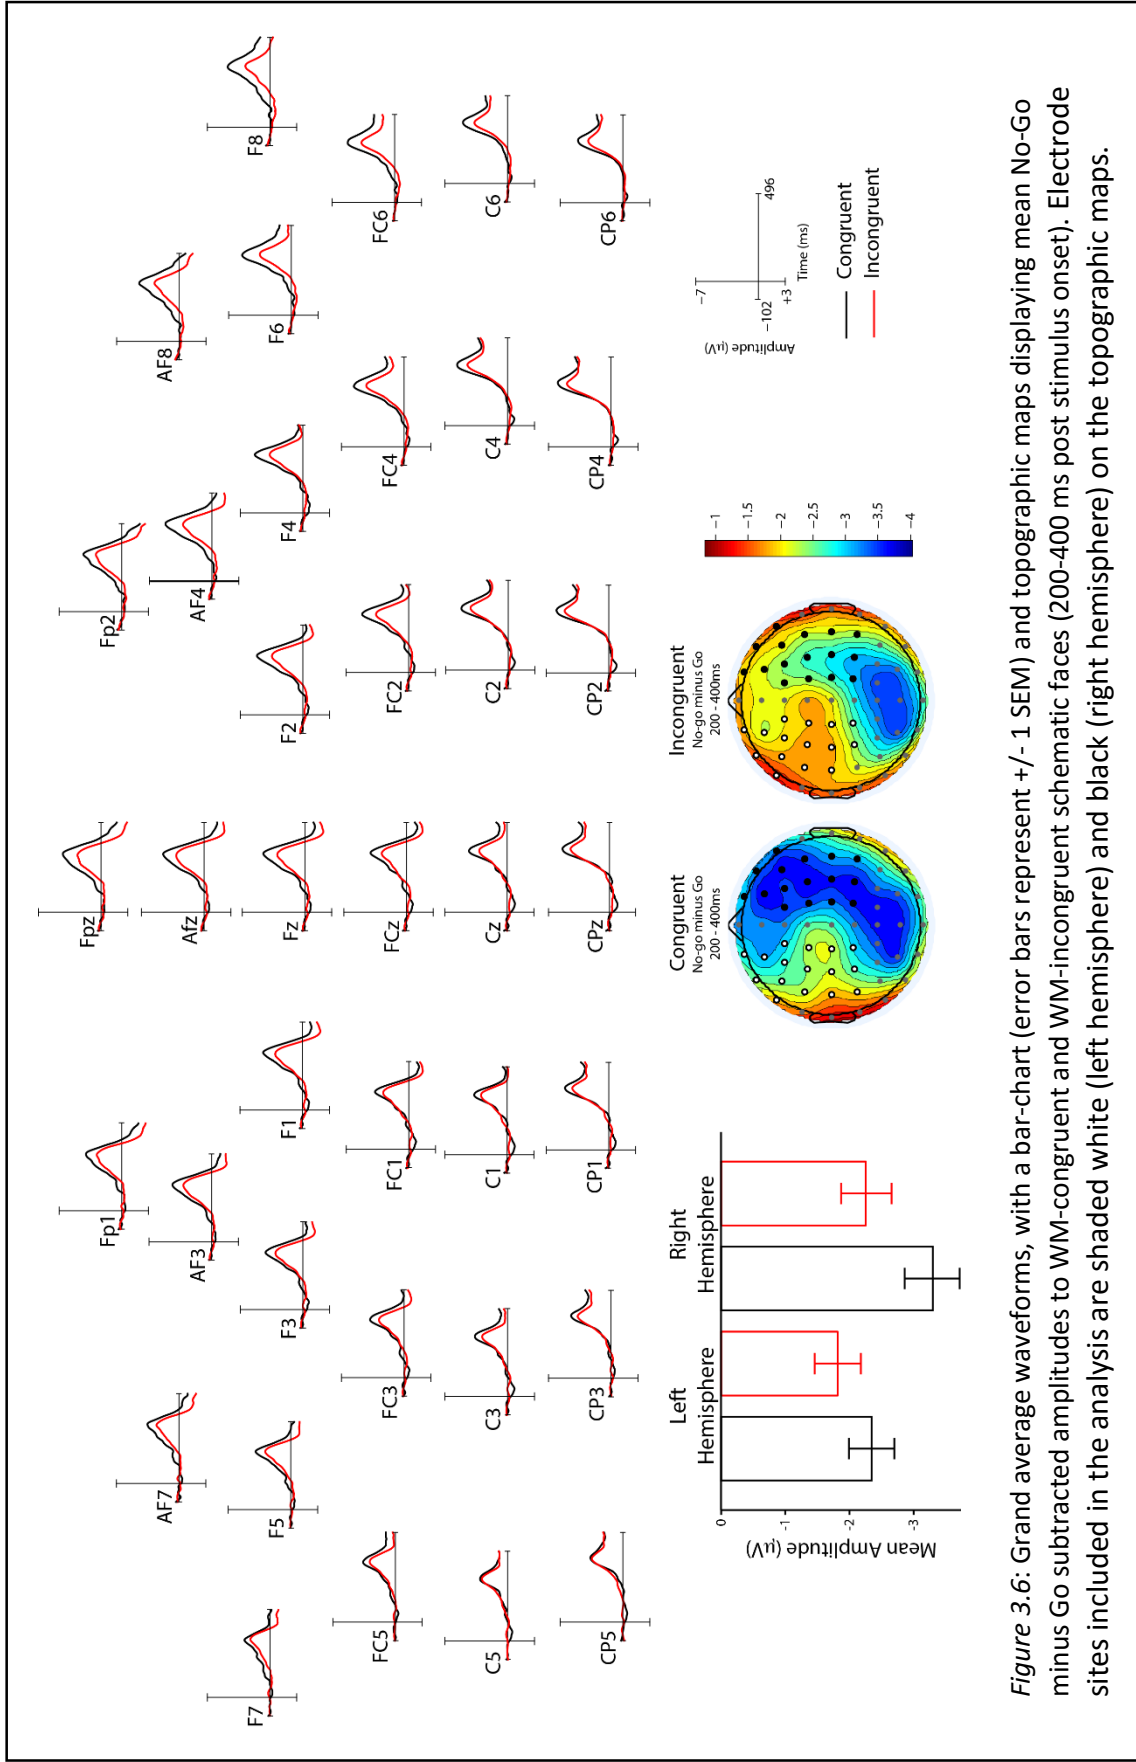 Fpz
Fp1
Fp2
AF7
AF3
Afz
AF4
AF8
F7
F5
F3
F1
Fz
F2
F4
F6
F8
FC5
FC3
FC1
FCz
FC2
FC4
FC6
C5
C3
C1
Cz
C2
C4
C6
CP5
CP3
CP1
CPz
CP2
CP4
CP6
Left
Hemisphere
Right
Hemisphere
0
-1
-2
-3
Mean Amplitude (µV)
Congruent
No-go minus Go
200 - 400ms
Incongruent
No-go minus Go
200 - 400ms
−1
−1.5
−2
−2.5
−3
−3.5
−4
−7
Amplitude (µV)
−102
496
+3
Time (ms)
Congruent
Incongruent
Figure 3.6: Grand average waveforms, with a bar-chart (error bars represent +/- 1 SEM) and topographic maps displaying mean No-Go
minus Go subtracted amplitudes to WM-congruent and WM-incongruent schematic faces (200-400 ms post stimulus onset). Electrode
sites included in the analysis are shaded white (left hemisphere) and black (right hemisphere) on the topographic maps.